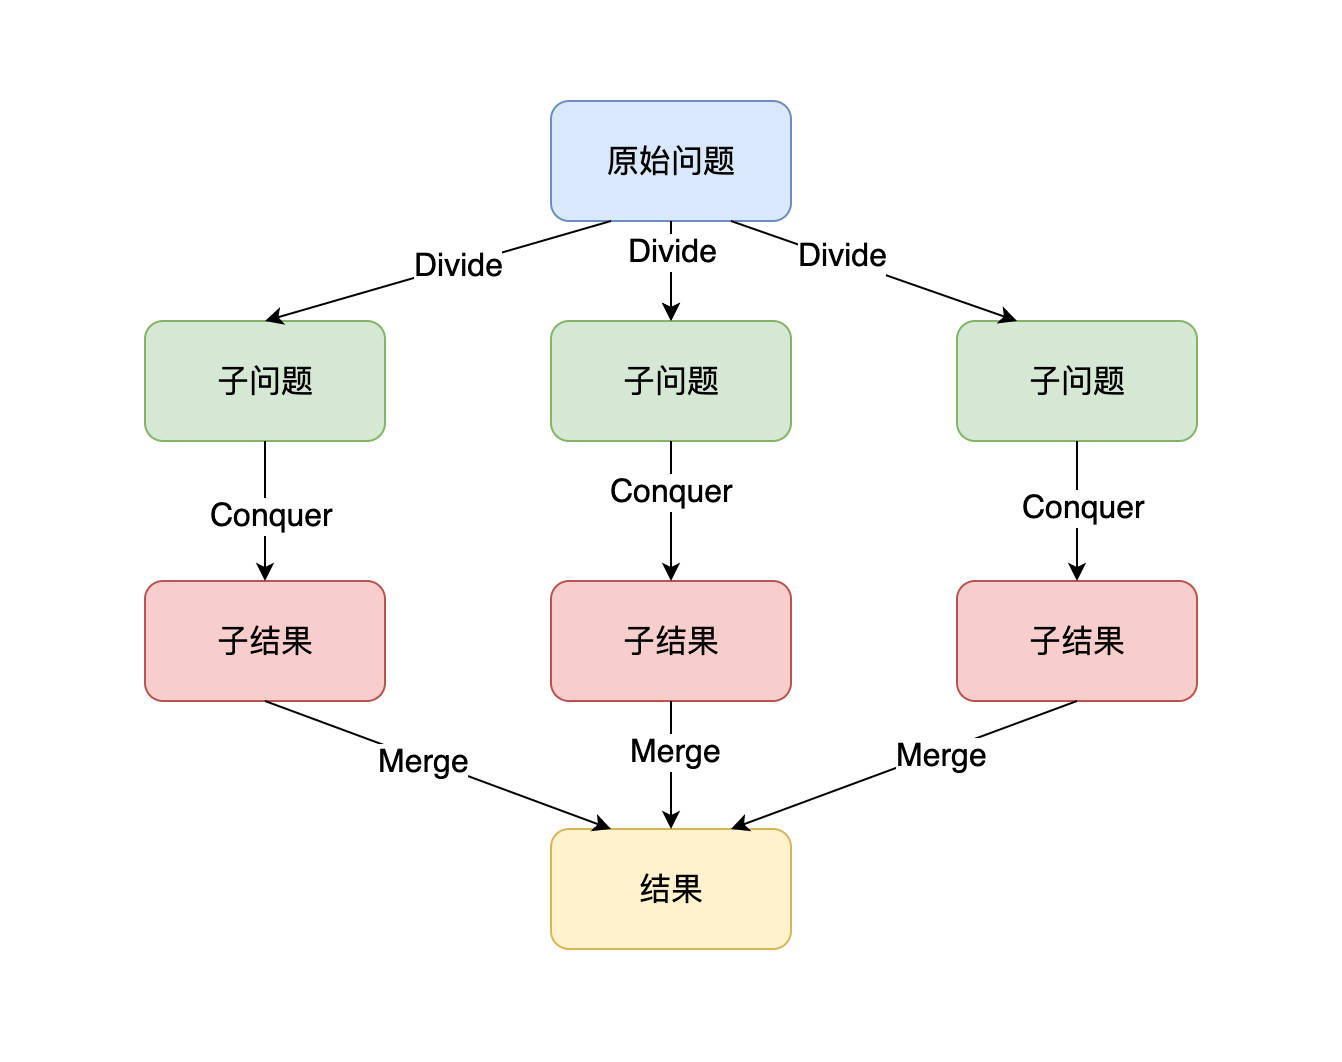 原始问题
Divide
Divide
Divide
子问题
子问题
子问题
Conquer
Conquer
Conquer
子结果
子结果
子结果
Merge
Merge
Merge
结果